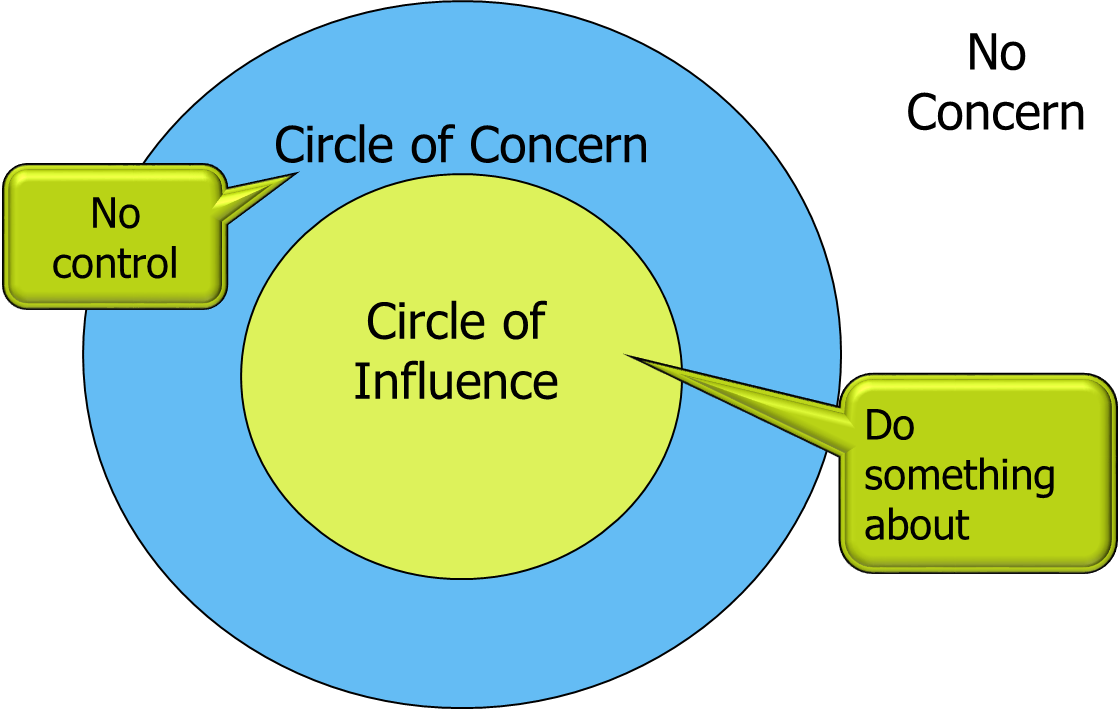 No
Concern
Circle of Concern
No
control
Circle of
Influence
Do
something
about